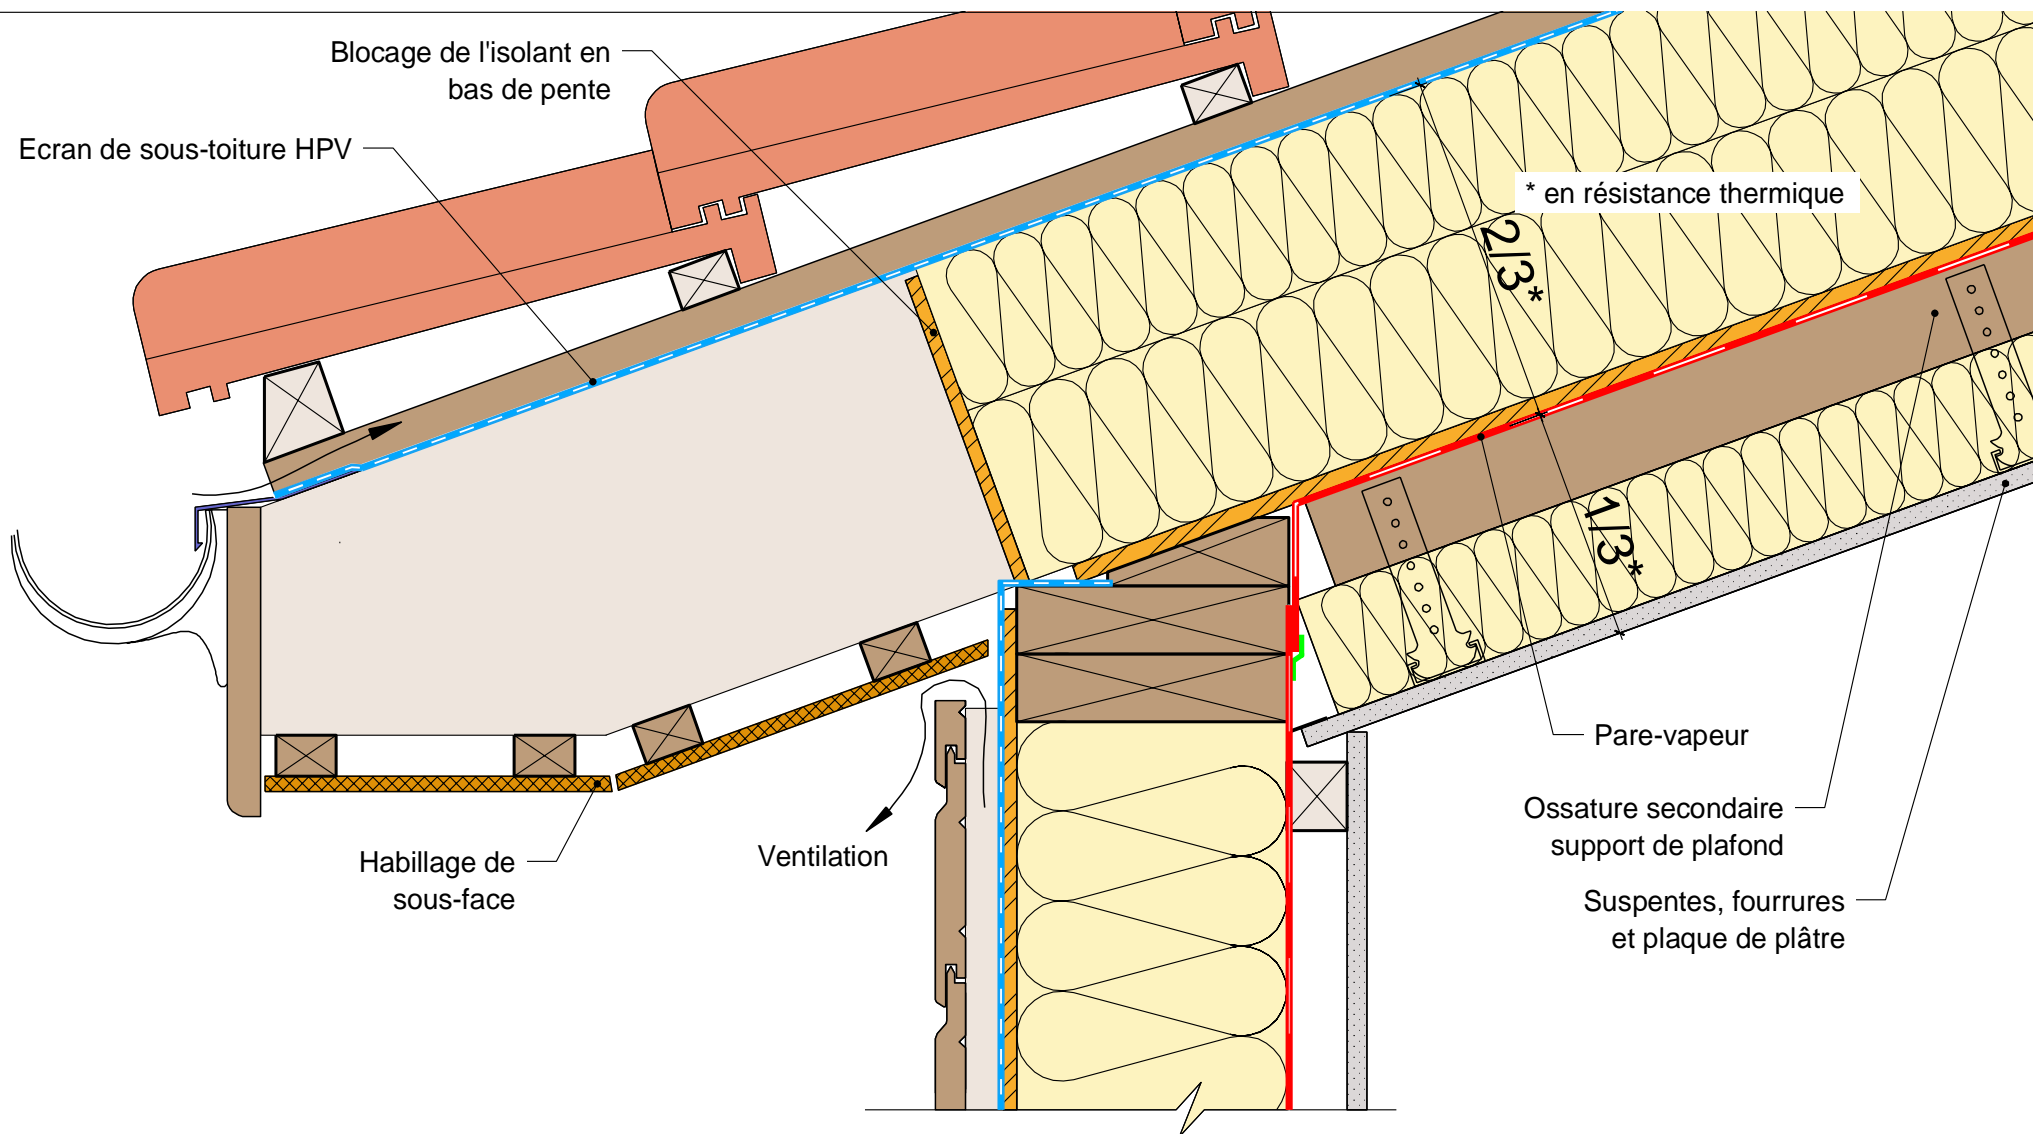 Blocage de l'isolant en
bas de pente
Ecran de sous-toiture HPV
* en résistance thermique
2/3*
1/3*
Pare-vapeur
Ossature secondaire
support de plafond
Habillage de
sous-face
Ventilation
Suspentes, fourrures
et plaque de plâtre